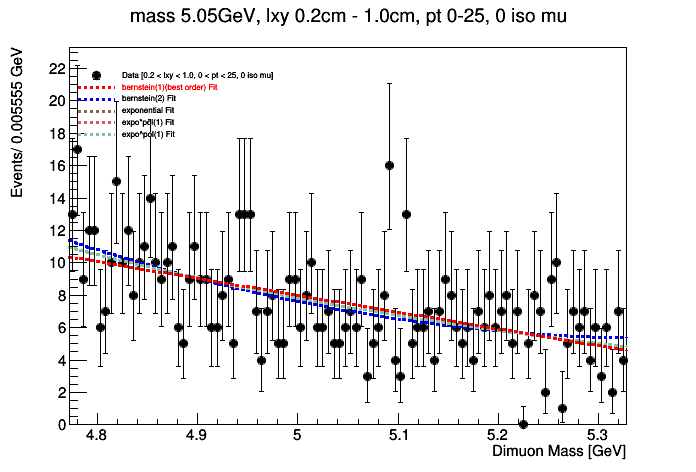 mass 5.05GeV, lxy 0.2cm - 1.0cm, pt 0-25, 0 iso mu
Events/ 0.005555 GeV
22
20
18
16
14
12
10
8
6
4
2
0
Data [0.2 < lxy < 1.0, 0 < pt < 25, 0 iso mu]
bernstein(1)(best order) Fit
bernstein(2) Fit
exponential Fit
expo*pol(1) Fit
expo^pol(1) Fit
4.8 4.9 5 5.1 5.2 5.3
Dimuon Mass [GeV]